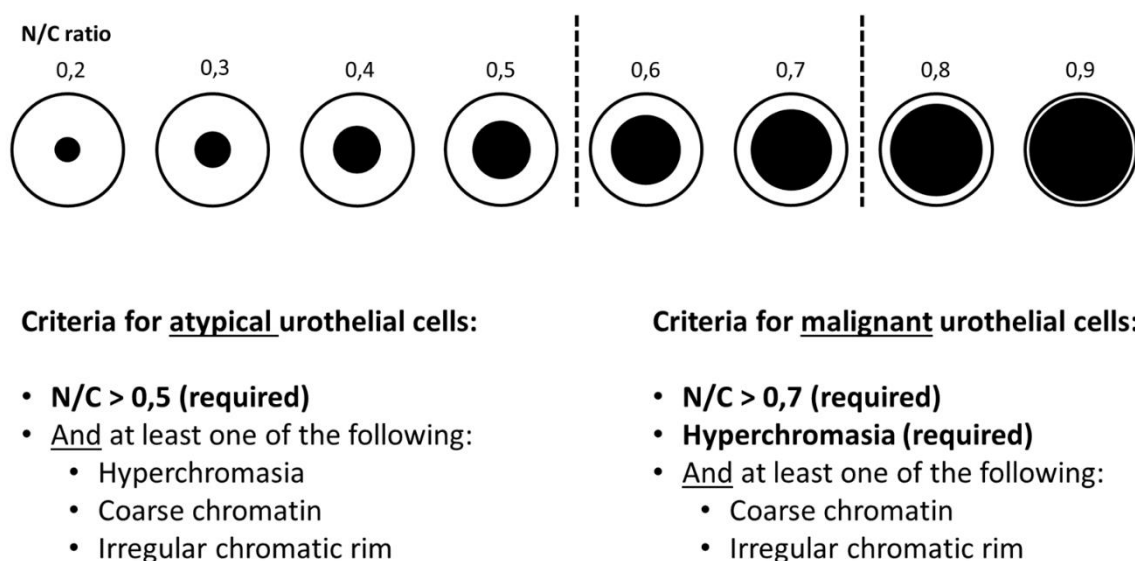 N/C ratio
0,2 0,3 0,4 0,5 0,6 0,7 0,8 0,9
Criteria for atypical urothelial cells:
• N/C > 0,5 (required)
• And at least one of the following:
• Hyperchromasia
• Coarse chromatin
• Irregular chromatic rim
Criteria for malignant urothelial cells:
• N/C > 0,7 (required)
• Hyperchromasia (required)
• And at least one of the following:
• Coarse chromatin
• Irregular chromatic rim